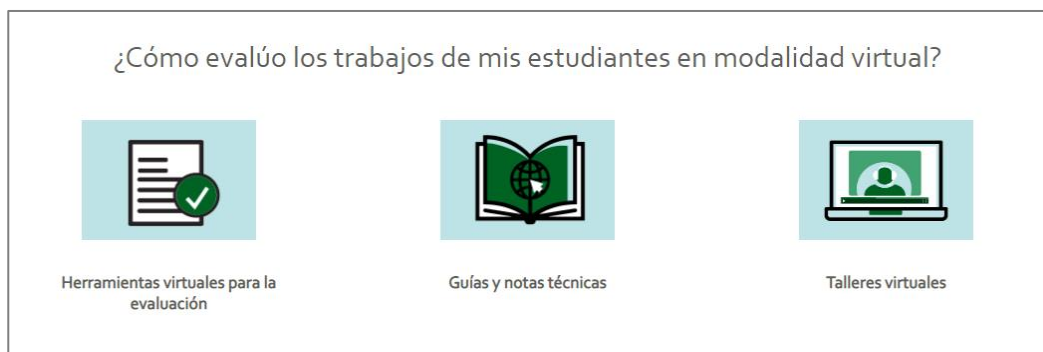 ¿Cómo evalúo los trabajos de mis estudiantes en modalidad virtual?
Herramientas virtuales para la
evaluación
Guías y notas técnicas
Talleres virtuales